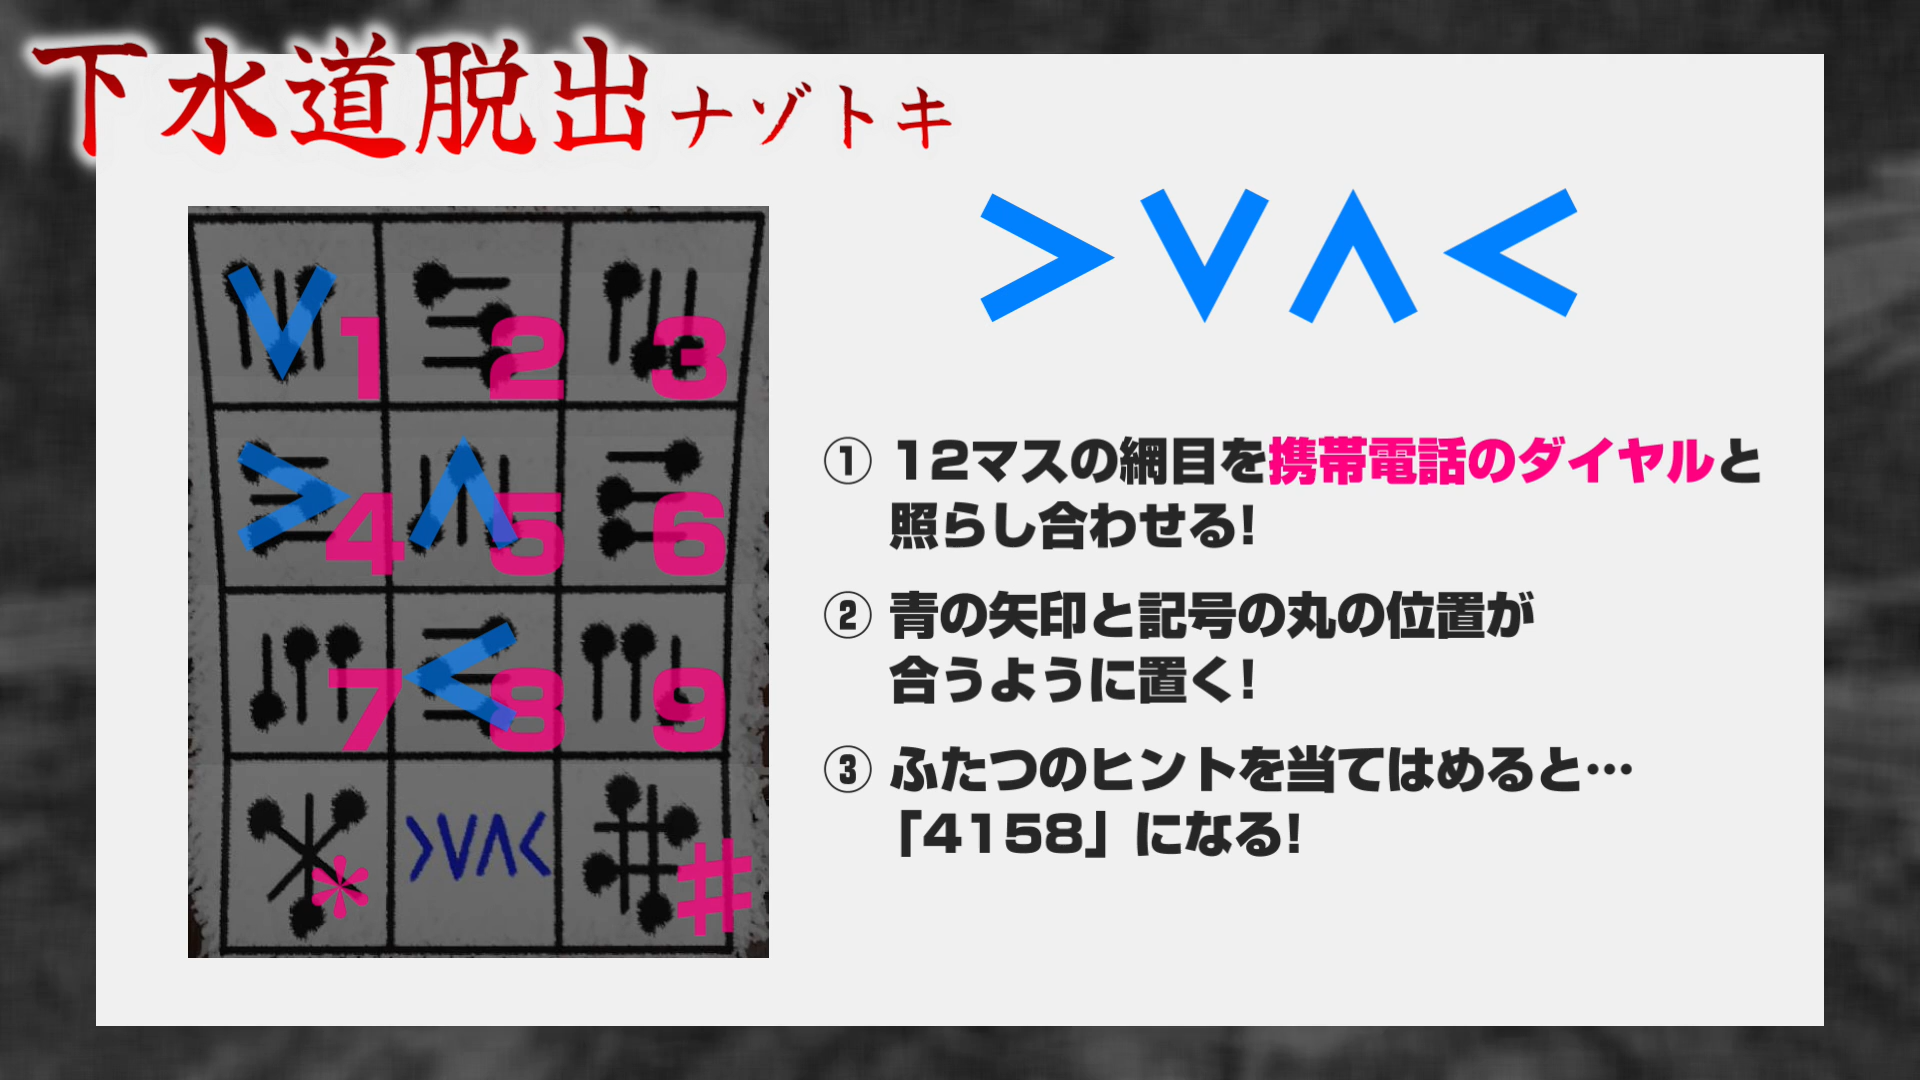 下水道脱出ナゾトキ
> V Λ <
1 2 3
4 5 6
7 8 9
* >VΛ< #
① 12マスの網目を携帯電話のダイヤルと
照らし合わせる!
② 青の矢印と記号の丸の位置が
合うように置く!
③ ふたつのヒントを当てはめると…
「4158」になる!